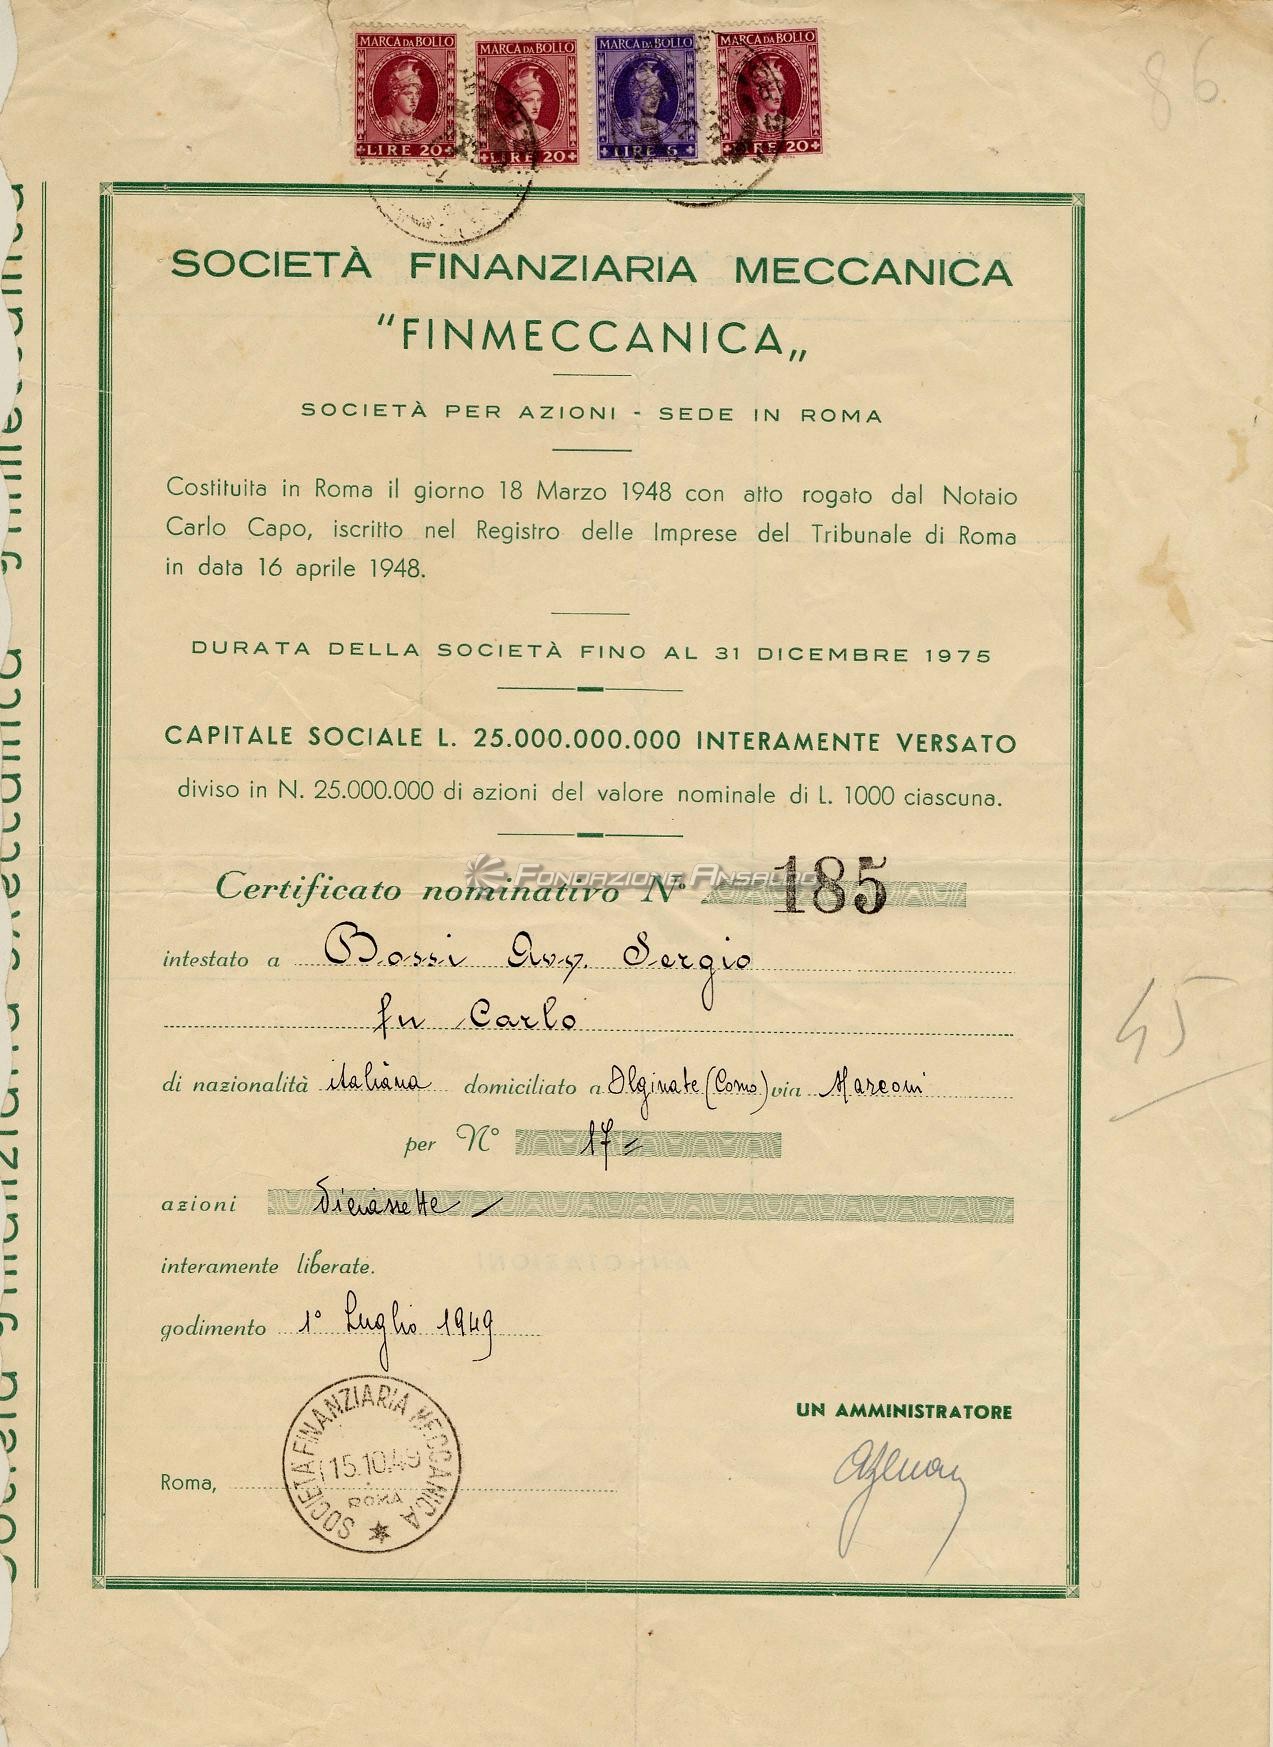 86
MARCA DA BOLLO MARCA DA BOLLO MARCA DA BOLLO MARCA DA BOLLO
LIRE 20 LIRE 20 LIRE 6 LIRE 20
SOCIETÀ FINANZIARIA MECCANICA
"FINMECCANICA„
SOCIETÀ PER AZIONI - SEDE IN ROMA
Costituita in Roma il giorno 18 Marzo 1948 con atto rogato dal Notaio
Carlo Capo, iscritto nel Registro delle Imprese del Tribunale di Roma
in data 16 aprile 1948.
DURATA DELLA SOCIETÀ FINO AL 31 DICEMBRE 1975
CAPITALE SOCIALE L. 25.000.000.000 INTERAMENTE VERSATO
diviso in N. 25.000.000 di azioni del valore nominale di L. 1000 ciascuna.
FONDAZIONE ANSALDO
Certificato nominativo N° 185
intestato a Bossi Avv. Sergio
fu Carlo
45
di nazionalità italiana domiciliato a Olginate (Como) via Marconi
per N° 17=
azioni Diciassette
interamente liberate.
ANNOTAZIONI
godimento 1° Luglio 1949
SOCIETÀ FINANZIARIA MECCANICA
15.10.49
ROMA
UN AMMINISTRATORE
Roma,